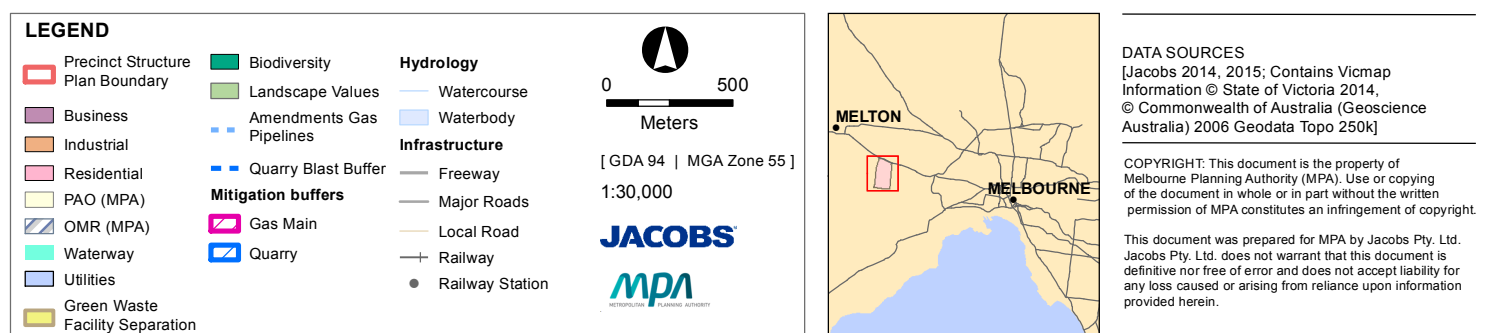 LEGEND
Precinct Structure
Plan Boundary
Business
Industrial
Residential
PAO (MPA)
OMR (MPA)
Waterway
Utilities
Green Waste
Facility Separation
Biodiversity
Landscape Values
Amendments Gas
Pipelines
Quarry Blast Buffer
Mitigation buffers
Gas Main
Quarry
Hydrology
Watercourse
Waterbody
Infrastructure
Freeway
Major Roads
Local Road
Railway
Railway Station
0 500
Meters
[ GDA 94 | MGA Zone 55 ]
1:30,000
JACOBS
MPA
METROPOLITAN PLANNING AUTHORITY
MELTON
MELBOURNE
DATA SOURCES
[Jacobs 2014, 2015; Contains Vicmap
Information © State of Victoria 2014,
© Commonwealth of Australia (Geoscience
Australia) 2006 Geodata Topo 250k]
COPYRIGHT: This document is the property of
Melbourne Planning Authority (MPA). Use or copying
of the document in whole or in part without the written
permission of MPA constitutes an infringement of copyright.
This document was prepared for MPA by Jacobs Pty. Ltd.
Jacobs Pty. Ltd. does not warrant that this document is
definitive nor free of error and does not accept liability for
any loss caused or arising from reliance upon information
provided herein.